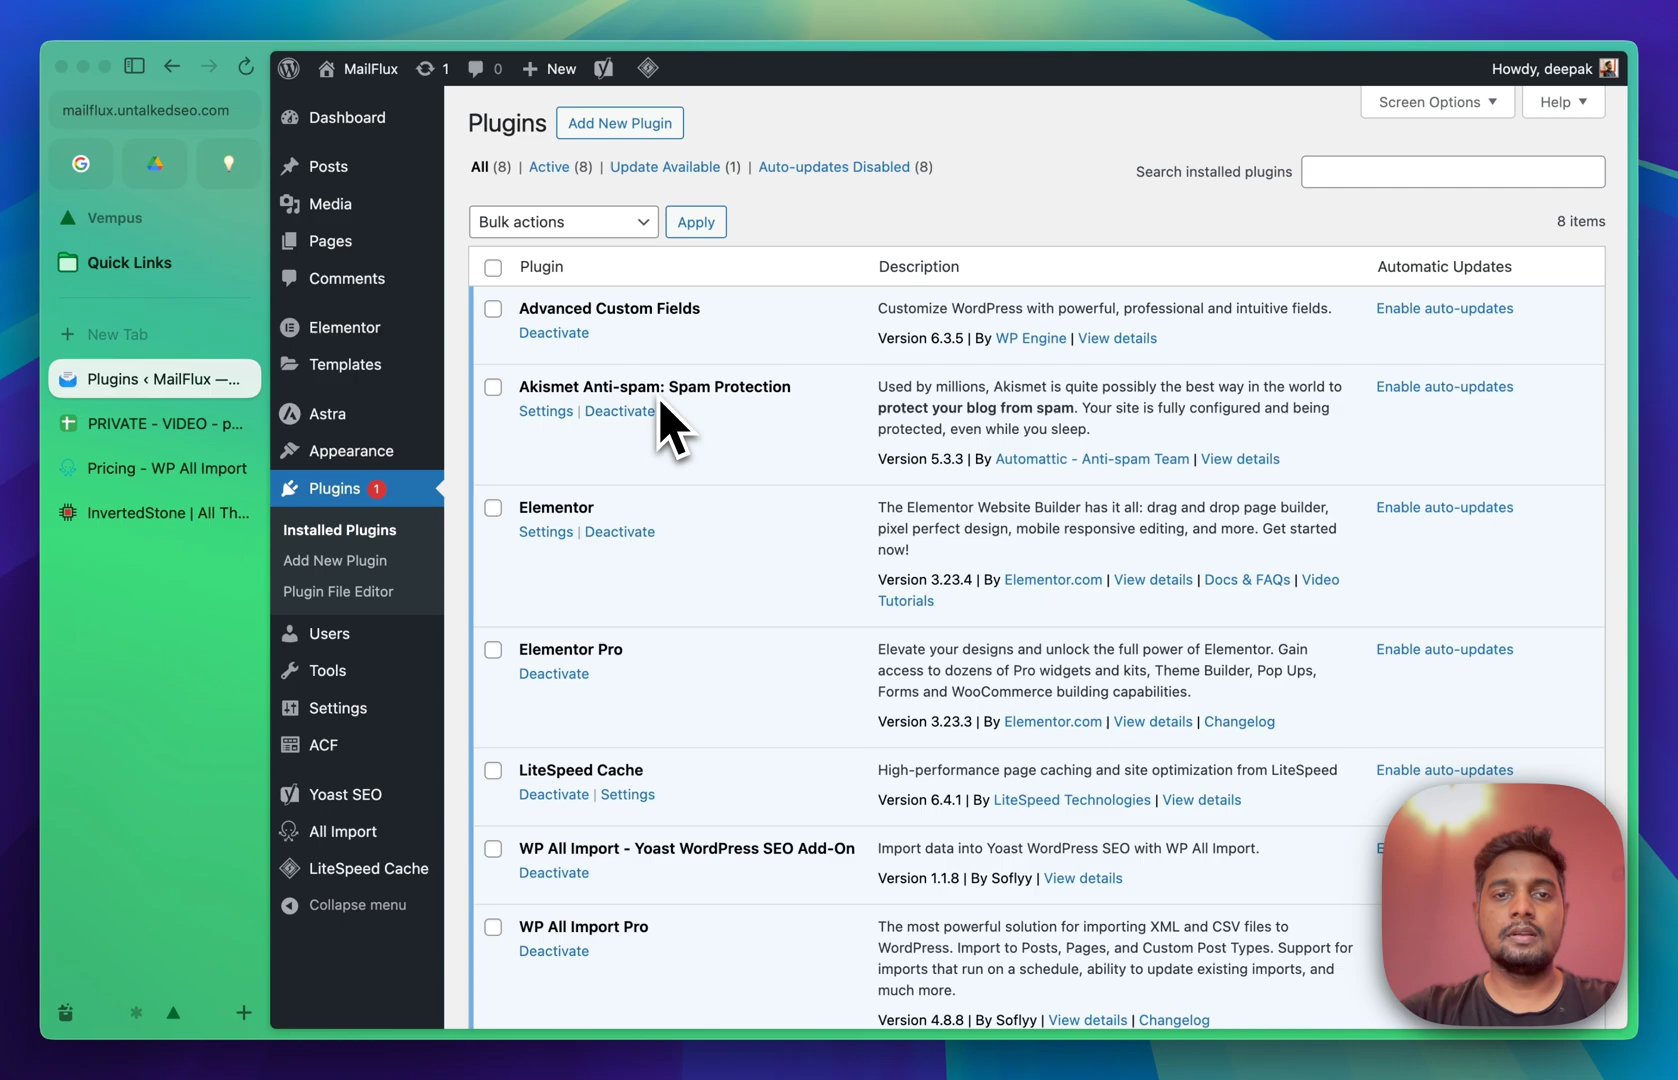 mailflux.untalkedseo.com
Vempus
Quick Links
New Tab
Plugins ‹ MailFlux —...
PRIVATE - VIDEO - p...
Pricing - WP All Import
InvertedStone | All Th...
MailFlux
1
0
New
Howdy, deepak
Dashboard
Posts
Media
Pages
Comments
Elementor
Templates
Astra
Appearance
Plugins 1
Installed Plugins
Add New Plugin
Plugin File Editor
Users
Tools
Settings
ACF
Yoast SEO
All Import
LiteSpeed Cache
Collapse menu
Screen Options
Help
Plugins
Add New Plugin
All (8) | Active (8) | Update Available (1) | Auto-updates Disabled (8)
Search installed plugins
Bulk actions
Apply
8 items
Plugin
Description
Automatic Updates
Advanced Custom Fields
Deactivate
Customize WordPress with powerful, professional and intuitive fields.
Version 6.3.5 | By WP Engine | View details
Enable auto-updates
Akismet Anti-spam: Spam Protection
Settings | Deactivate
Used by millions, Akismet is quite possibly the best way in the world to
protect your blog from spam. Your site is fully configured and being
protected, even while you sleep.
Version 5.3.3 | By Automattic - Anti-spam Team | View details
Enable auto-updates
Elementor
Settings | Deactivate
The Elementor Website Builder has it all: drag and drop page builder,
pixel perfect design, mobile responsive editing, and more. Get started
now!
Version 3.23.4 | By Elementor.com | View details | Docs & FAQs | Video
Tutorials
Enable auto-updates
Elementor Pro
Deactivate
Elevate your designs and unlock the full power of Elementor. Gain
access to dozens of Pro widgets and kits, Theme Builder, Pop Ups,
Forms and WooCommerce building capabilities.
Version 3.23.3 | By Elementor.com | View details | Changelog
Enable auto-updates
LiteSpeed Cache
Deactivate | Settings
High-performance page caching and site optimization from LiteSpeed
Version 6.4.1 | By LiteSpeed Technologies | View details
Enable auto-updates
WP All Import - Yoast WordPress SEO Add-On
Deactivate
Import data into Yoast WordPress SEO with WP All Import.
Version 1.1.8 | By Soflyy | View details
WP All Import Pro
Deactivate
The most powerful solution for importing XML and CSV files to
WordPress. Import to Posts, Pages, and Custom Post Types. Support for
imports that run on a schedule, ability to update existing imports, and
much more.
Version 4.8.8 | By Soflyy | View details | Changelog